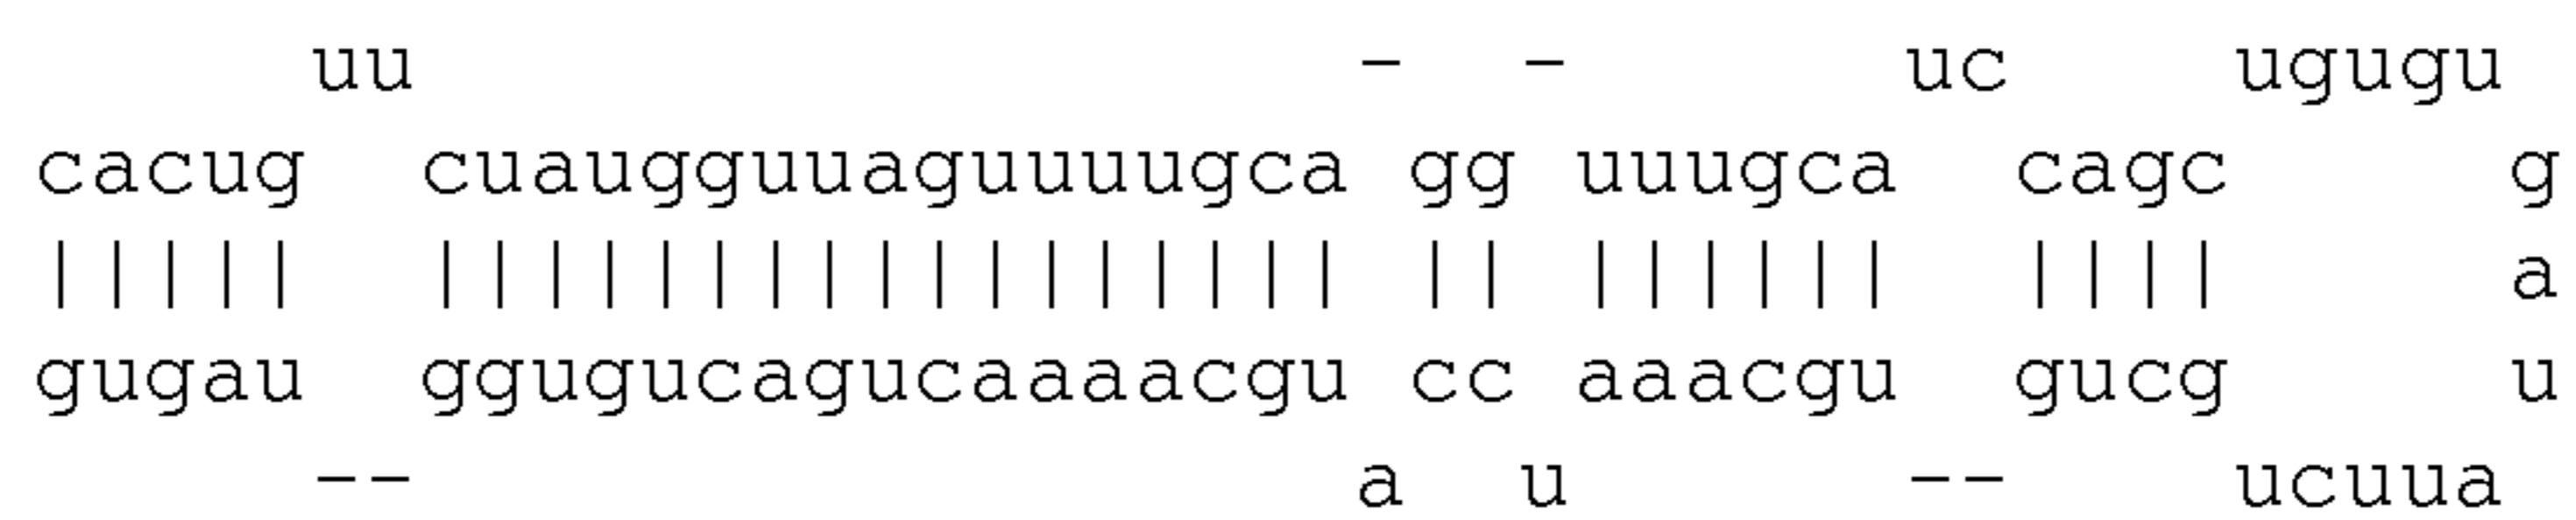 uu - - uc ugugu
cacug cuaugguuaguuuugca gg uuugca cagc g
||||| ||||||||||||||||| || |||||| |||| a
gugau ggugucagucaaaacgu cc aaacgu gucg u
-- a u -- ucuua